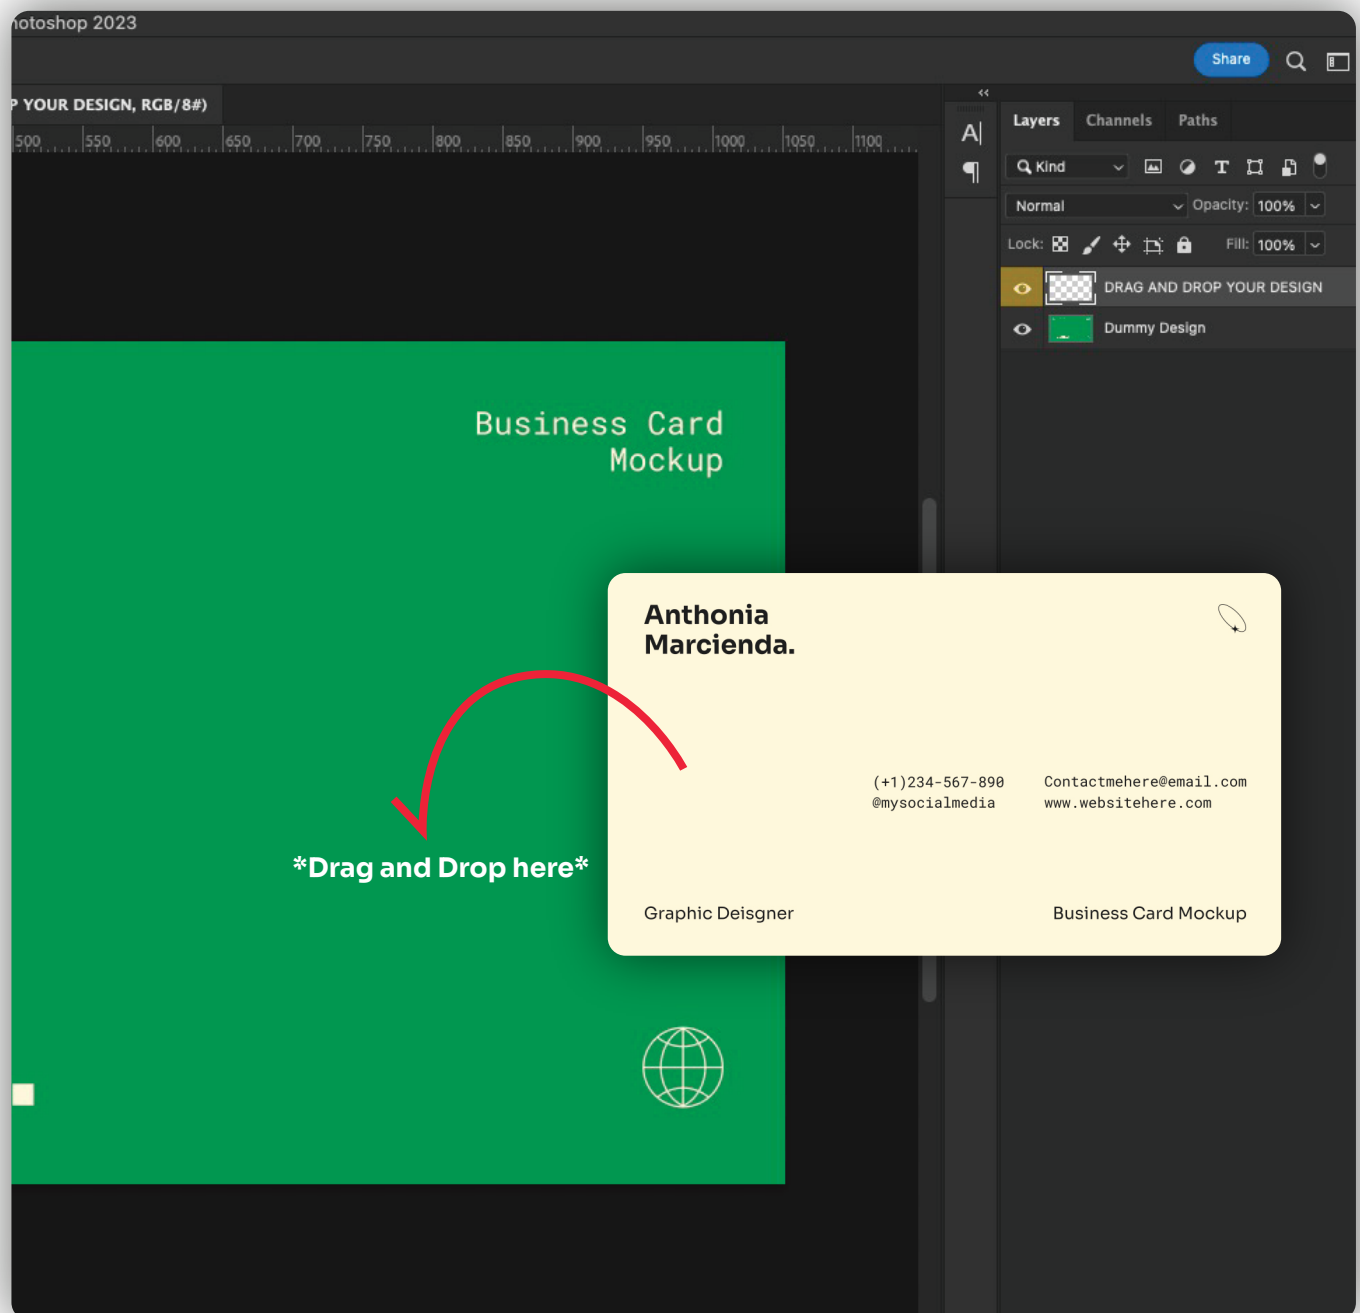 otoshop 2023
Share
P YOUR DESIGN, RGB/8#)
500 550 600 650 700 750 800 850 900 950 1000 1050 1100
A|
Layers Channels Paths
Kind
T
Normal Opacity: 100%
Lock: Fill: 100%
DRAG AND DROP YOUR DESIGN
Dummy Design
Business Card
Mockup
Anthonia
Marcienda.
(+1)234-567-890 Contactmehere@email.com
@mysocialmedia www.websitehere.com
*Drag and Drop here*
Graphic Deisgner Business Card Mockup